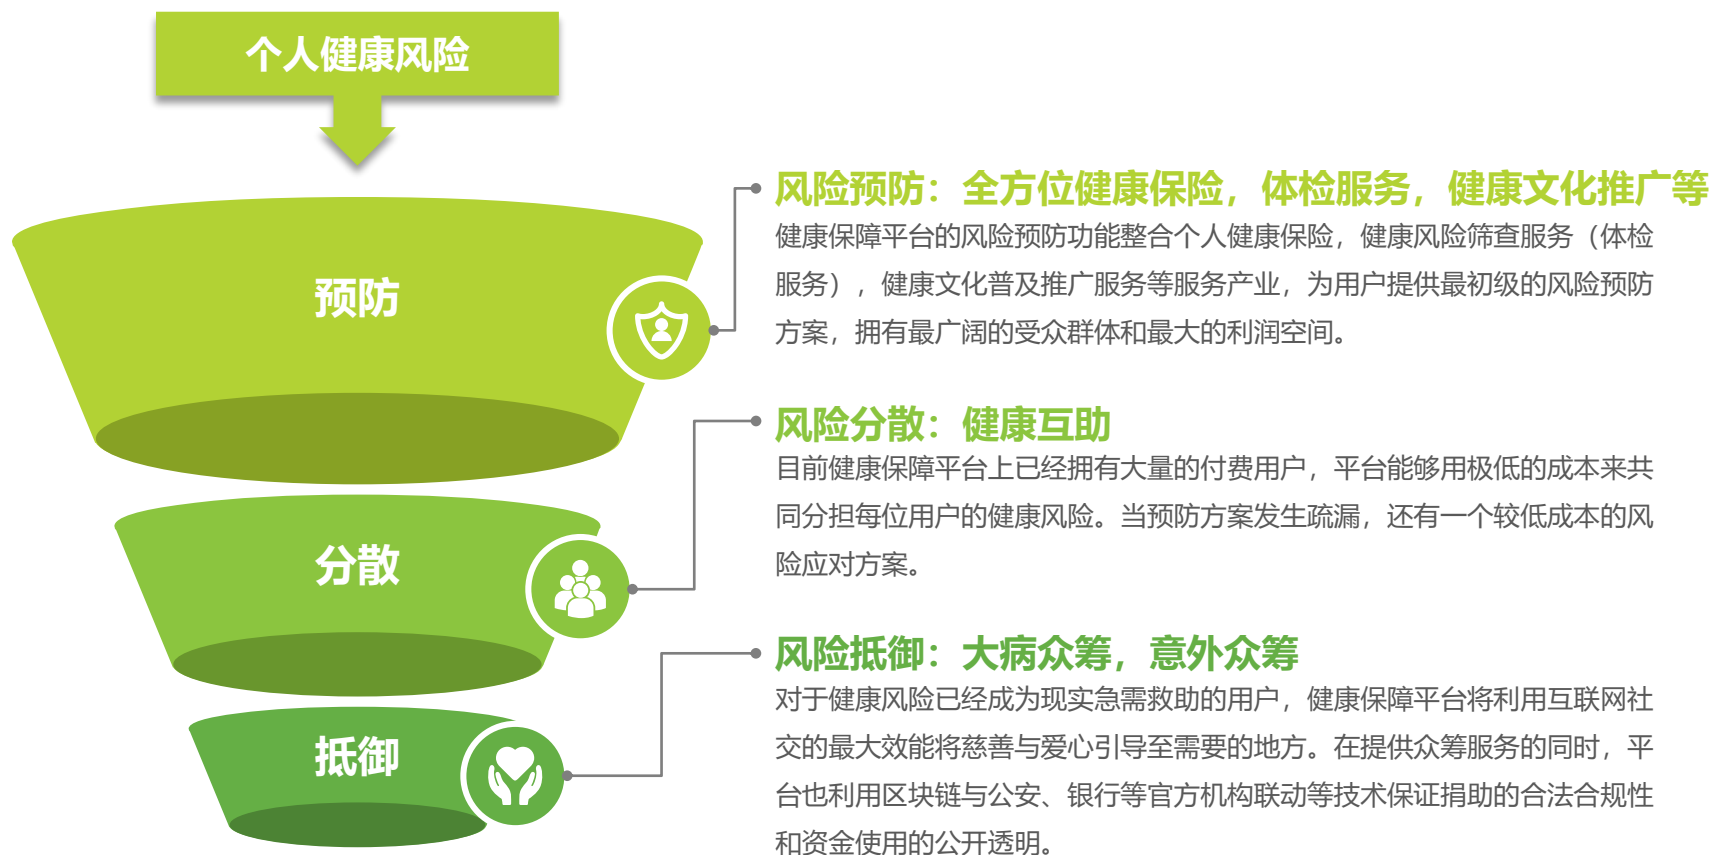 个人健康风险
预防
风险预防：全方位健康保险，体检服务，健康文化推广等
健康保障平台的风险预防功能整合个人健康保险，健康风险筛查服务（体检
服务），健康文化普及推广服务等服务产业，为用户提供最初级的风险预防
方案，拥有最广阔的受众群体和最大的利润空间。
分散
风险分散：健康互助
目前健康保障平台上已经拥有大量的付费用户，平台能够用极低的成本来共
同分担每位用户的健康风险。当预防方案发生疏漏，还有一个较低成本的风
险应对方案。
抵御
风险抵御：大病众筹，意外众筹
对于健康风险已经成为现实急需救助的用户，健康保障平台将利用互联网社
交的最大效能将慈善与爱心引导至需要的地方。在提供众筹服务的同时，平
台也利用区块链与公安、银行等官方机构联动等技术保证捐助的合法合规性
和资金使用的公开透明。